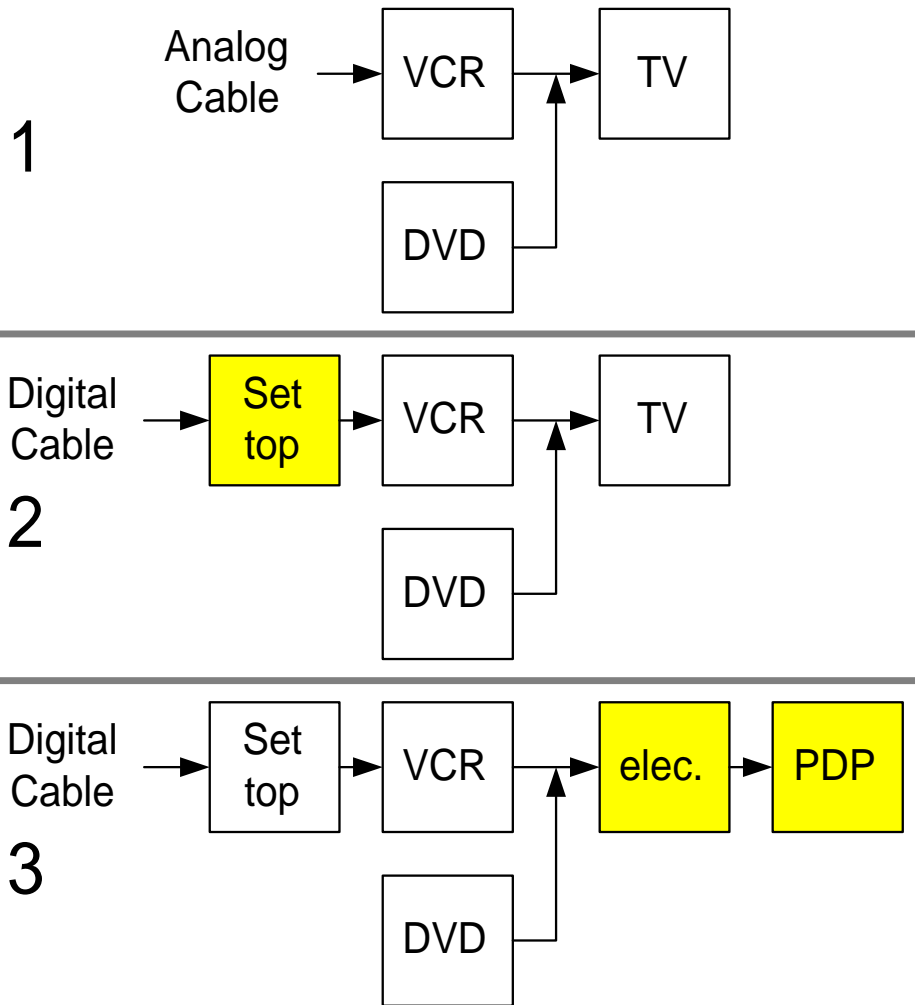 Analog
Cable
VCR
TV
1
DVD
Digital
Cable
Set
top
VCR
TV
2
DVD
Digital
Cable
Set
top
VCR
elec.
PDP
3
DVD